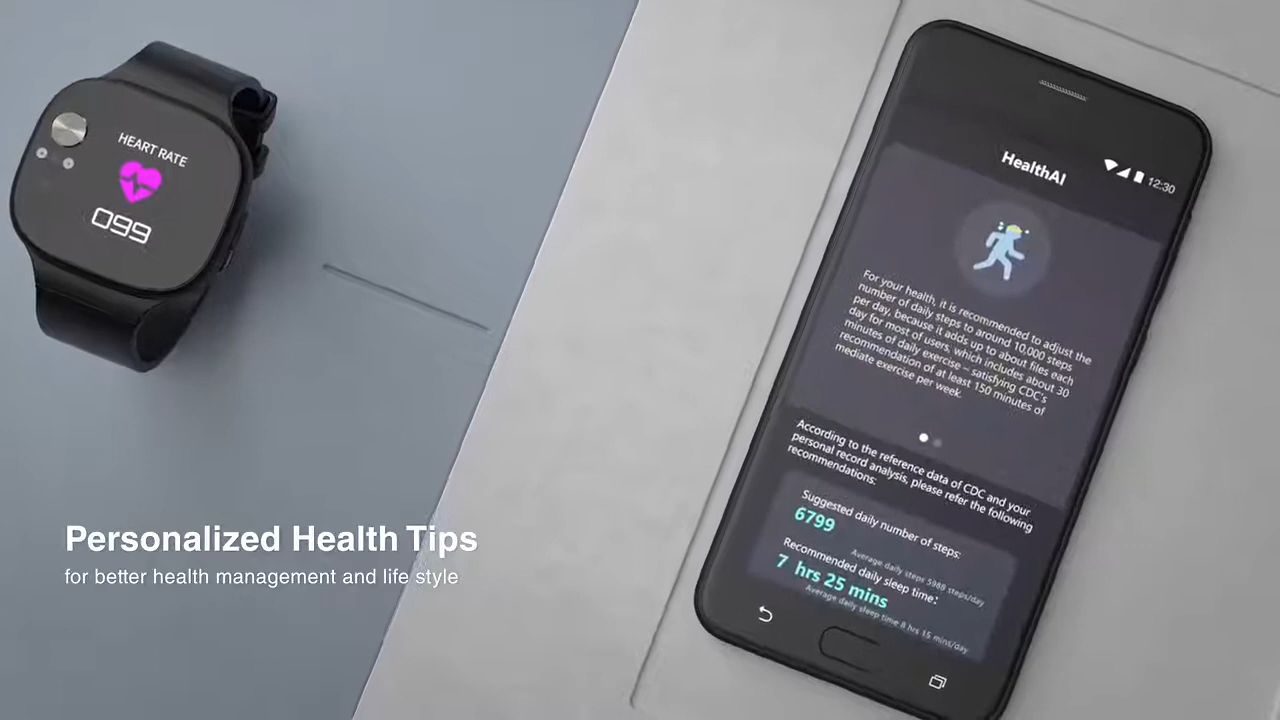 HEART RATE
099
Personalized Health Tips
for better health management and life style
HealthAI
12:30
For your health, it is recommended to adjust the
number of daily steps to around 10,000 steps
per day, because it adds up to about files each
day for most of users, which includes about 30
minutes of daily exercise – satisfying CDC's
recommendation of at least 150 minutes of
mediate exercise per week.
According to the reference data of CDC and your
personal record analysis, please refer the following
recommendations:
Suggested daily number of steps:
6799
Average daily steps 5988 steps/day
Recommended daily sleep time:
7 hrs 25 mins
Average daily sleep time 8 hrs 15 mins/day